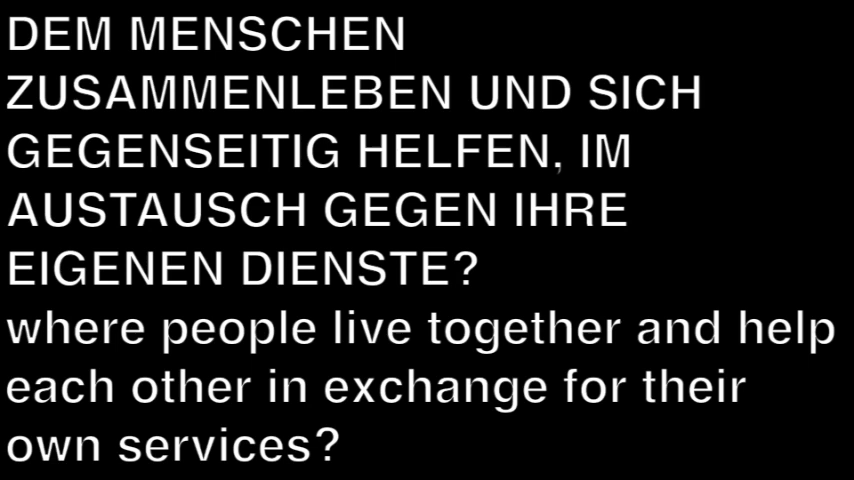 DEM MENSCHEN
ZUSAMMENLEBEN UND SICH
GEGENSEITIG HELFEN, IM
AUSTAUSCH GEGEN IHRE
EIGENEN DIENSTE?
where people live together and help
each other in exchange for their
own services?